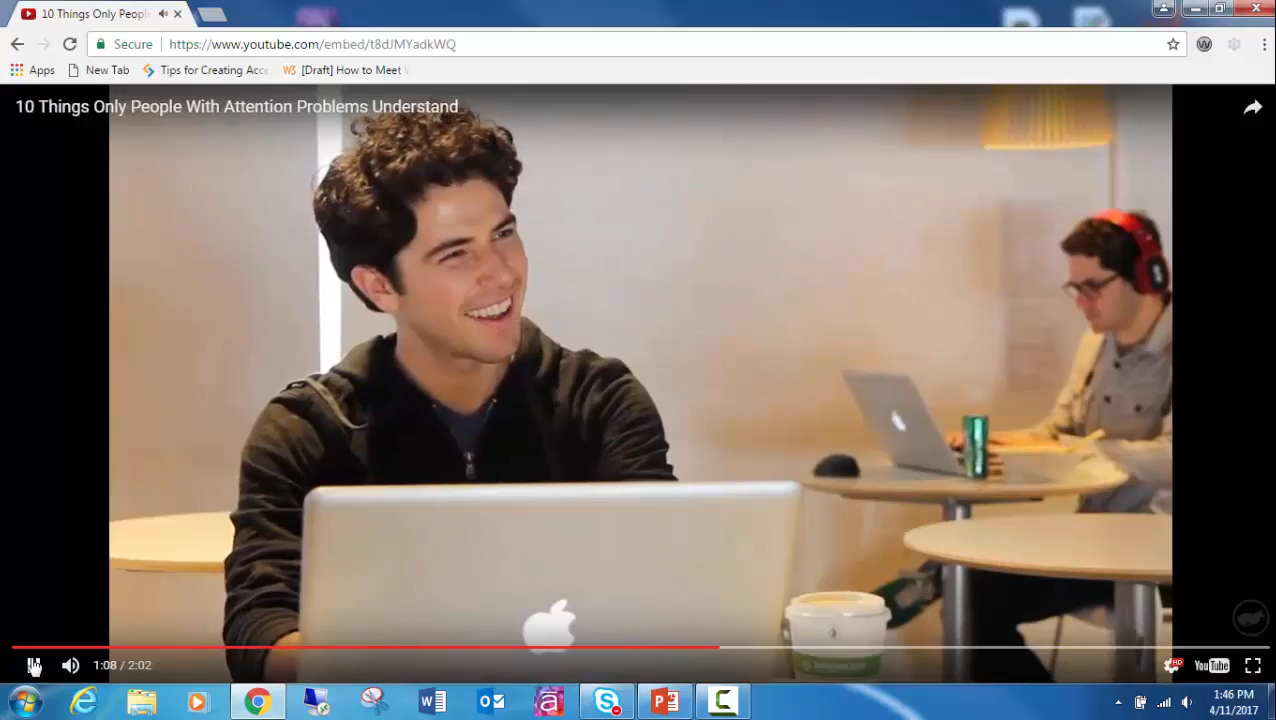 10 Things Only Peopl
Secure
https://www.youtube.com/embed/t8dJMYadkWQ
Apps
New Tab
Tips for Creating Acc
W3
[Draft] How to Meet
10 Things Only People With Attention Problems Understand
1:08 / 2:02
HD
YouTube
1:46 PM
4/11/2017